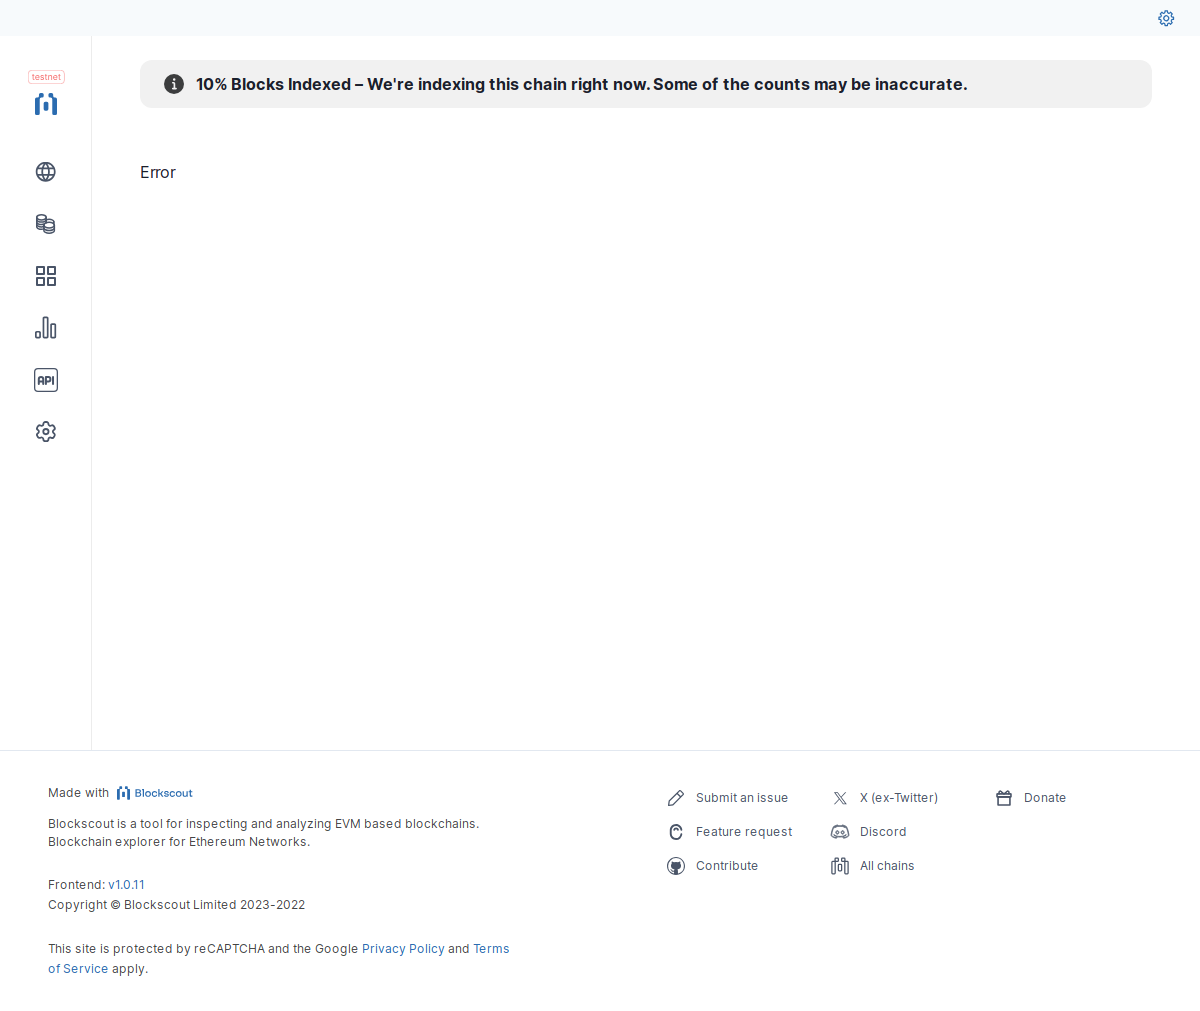 testnet
10% Blocks Indexed – We're indexing this chain right now. Some of the counts may be inaccurate.
Error
API
Made with Blockscout
Blockscout is a tool for inspecting and analyzing EVM based blockchains.
Blockchain explorer for Ethereum Networks.
Frontend: v1.0.11
Copyright © Blockscout Limited 2023-2022
This site is protected by reCAPTCHA and the Google Privacy Policy and Terms
of Service apply.
Submit an issue
Feature request
Contribute
X (ex-Twitter)
Discord
All chains
Donate